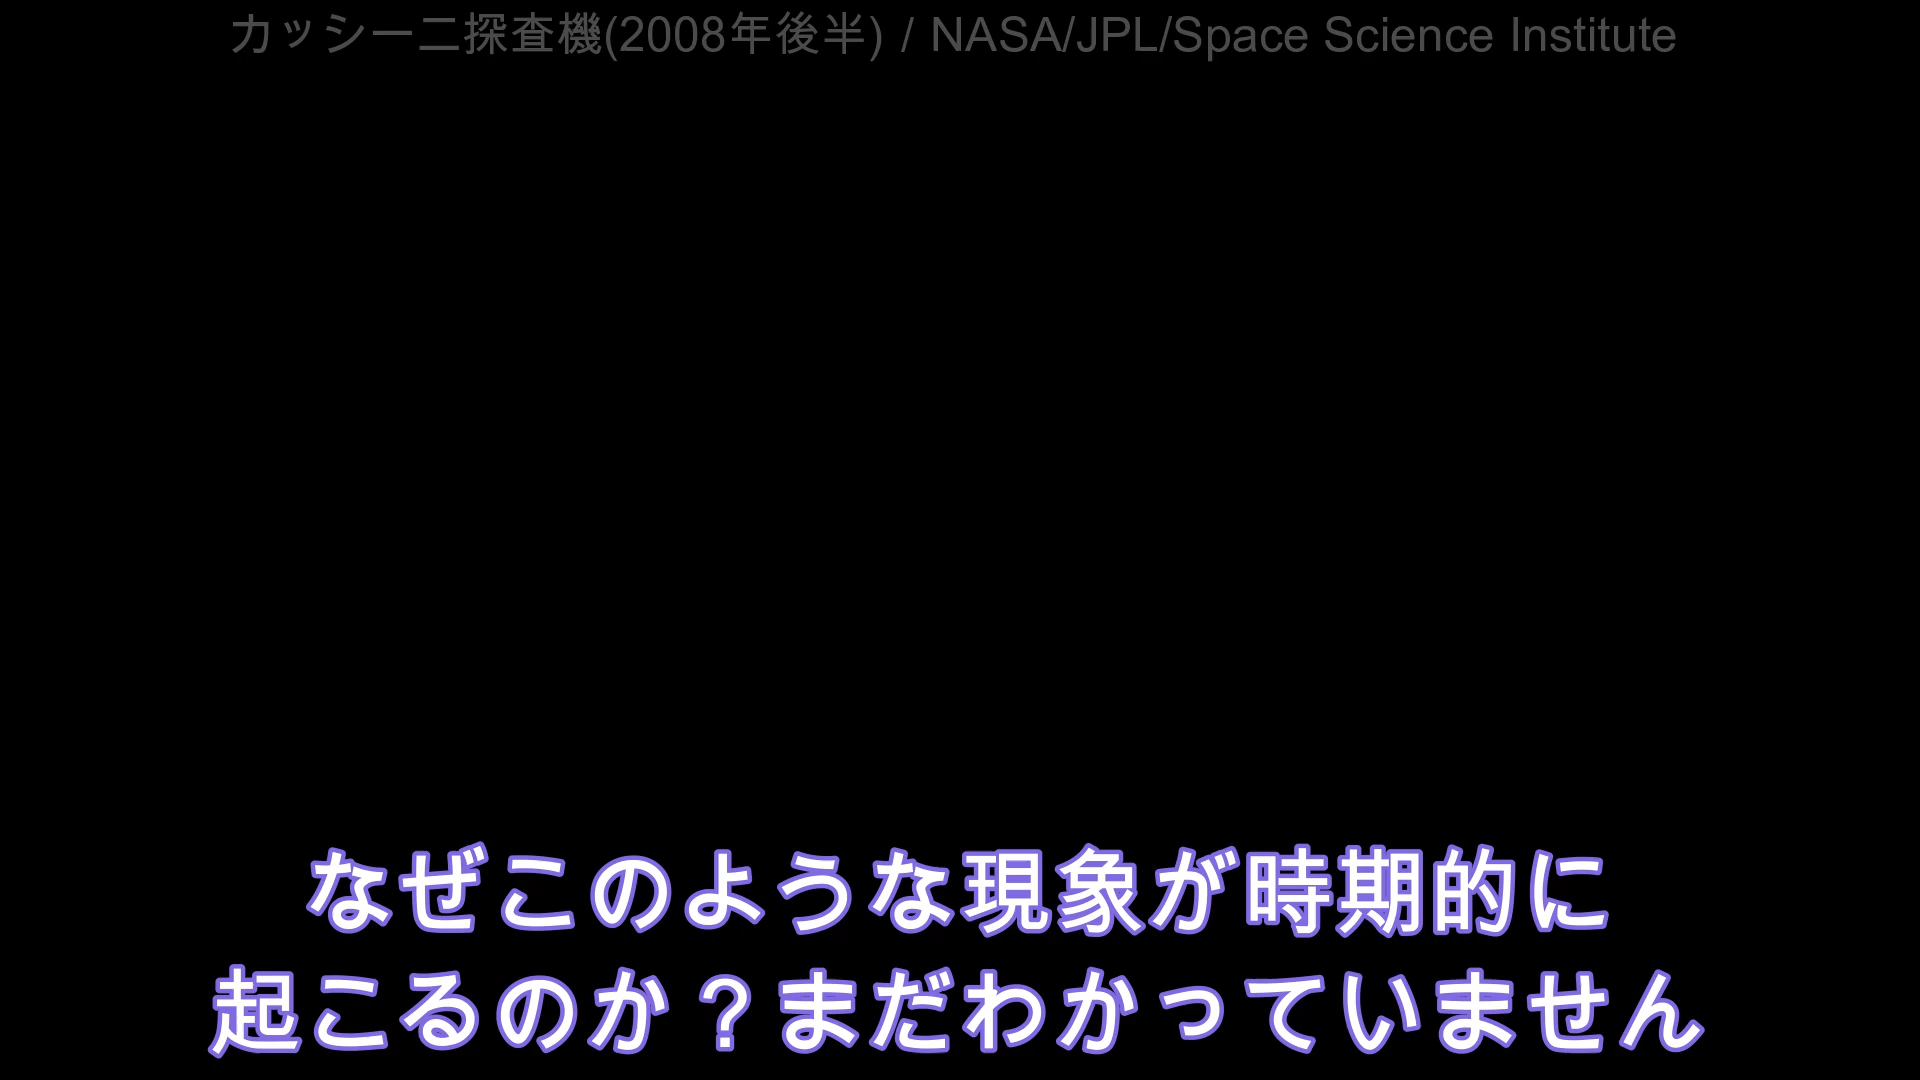 カッシーニ探査機(2008年後半) / NASA/JPL/Space Science Institute
なぜこのような現象が時期的に
起こるのか？まだわかっていません